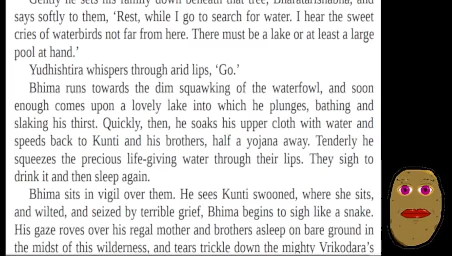 Gently he sets his family down beneath that tree, Bharatarishabha, and
says softly to them, ‘Rest, while I go to search for water. I hear the sweet
cries of waterbirds not far from here. There must be a lake or at least a large
pool at hand.’
Yudhishtira whispers through arid lips, ‘Go.’
Bhima runs towards the dim squawking of the waterfowl, and soon
enough comes upon a lovely lake into which he plunges, bathing and
slaking his thirst. Quickly, then, he soaks his upper cloth with water and
speeds back to Kunti and his brothers, half a yojana away. Tenderly he
squeezes the precious life-giving water through their lips. They sigh to
drink it and then sleep again.
Bhima sits in vigil over them. He sees Kunti swooned, where she sits,
and wilted, and seized by terrible grief, Bhima begins to sigh like a snake.
His gaze roves over his regal mother and brothers asleep on bare ground in
the midst of this wilderness, and tears trickle down the mighty Vrikodara’s